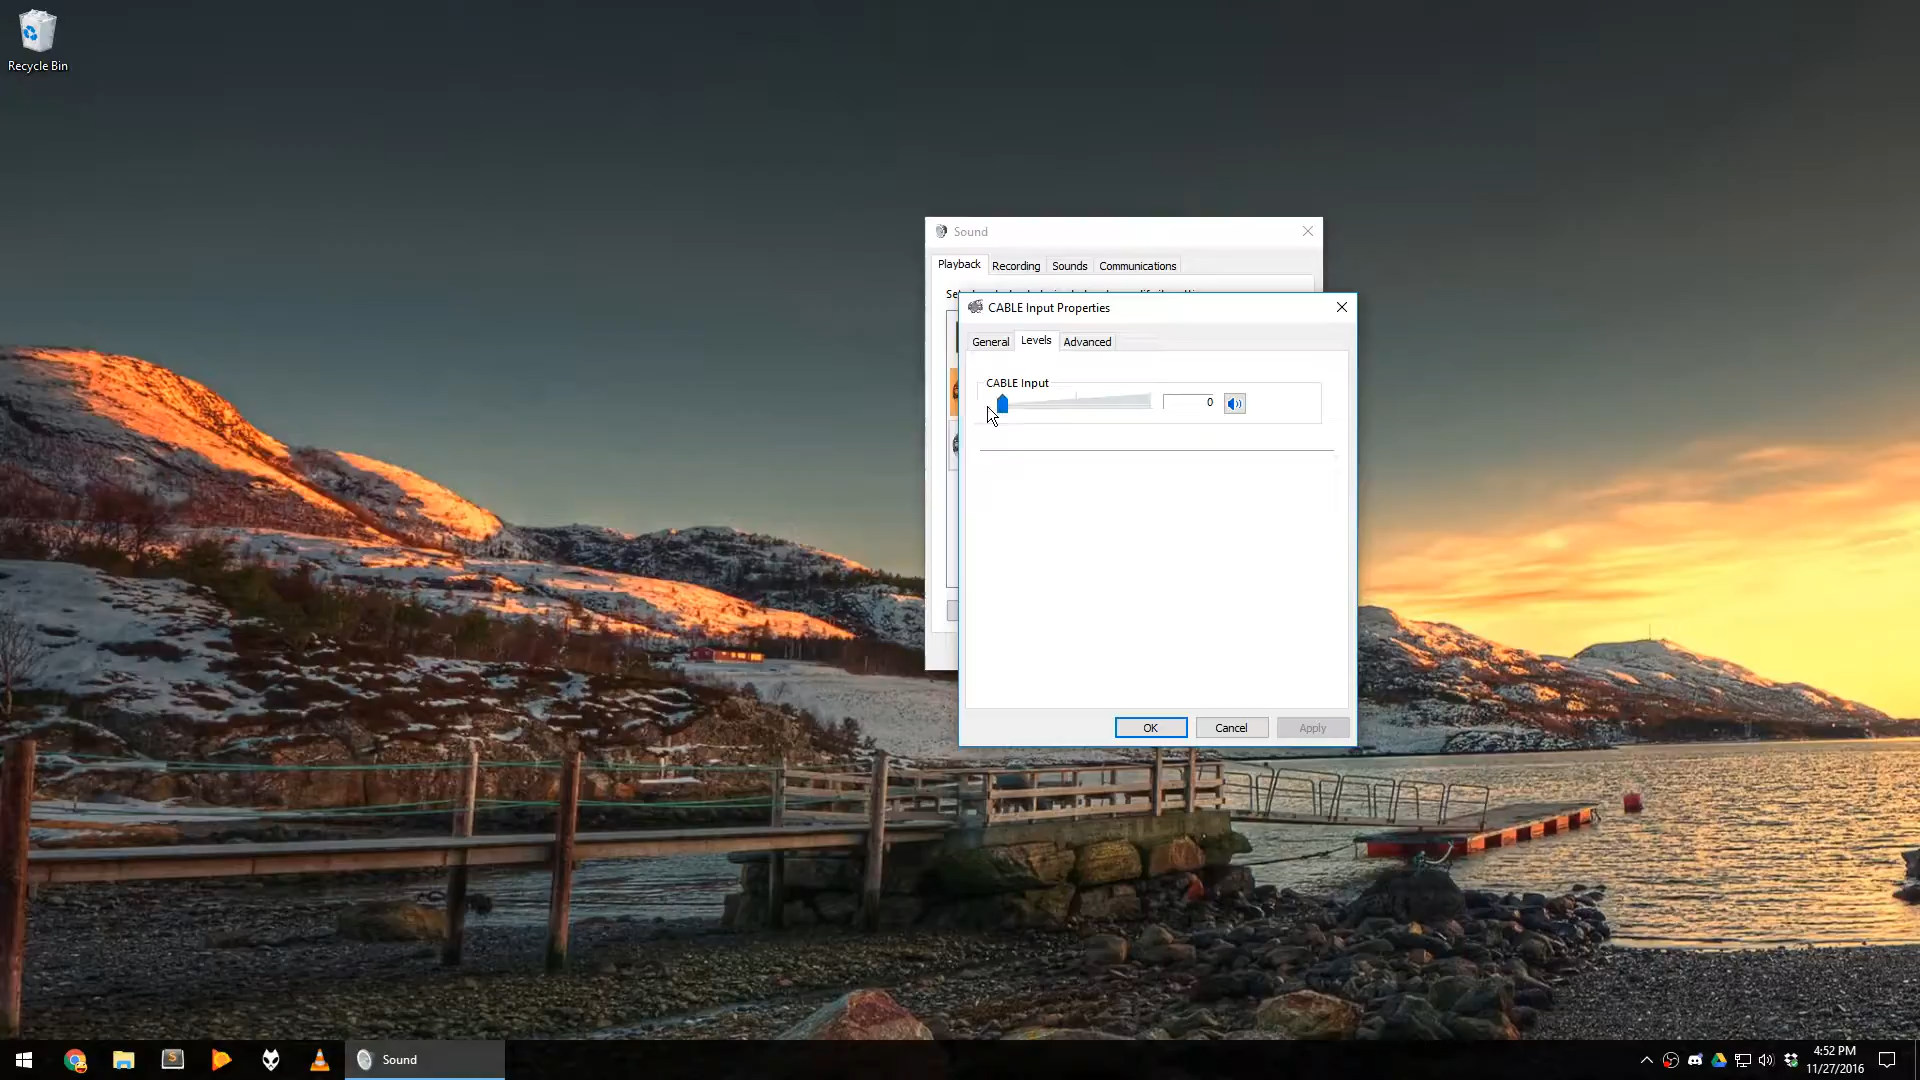 Recycle Bin
Sound
Playback
Recording
Sounds
Communications
Se
CABLE Input Properties
General
Levels
Advanced
CABLE Input
0
OK
Cancel
Apply
Sound
4:52 PM
11/27/2016